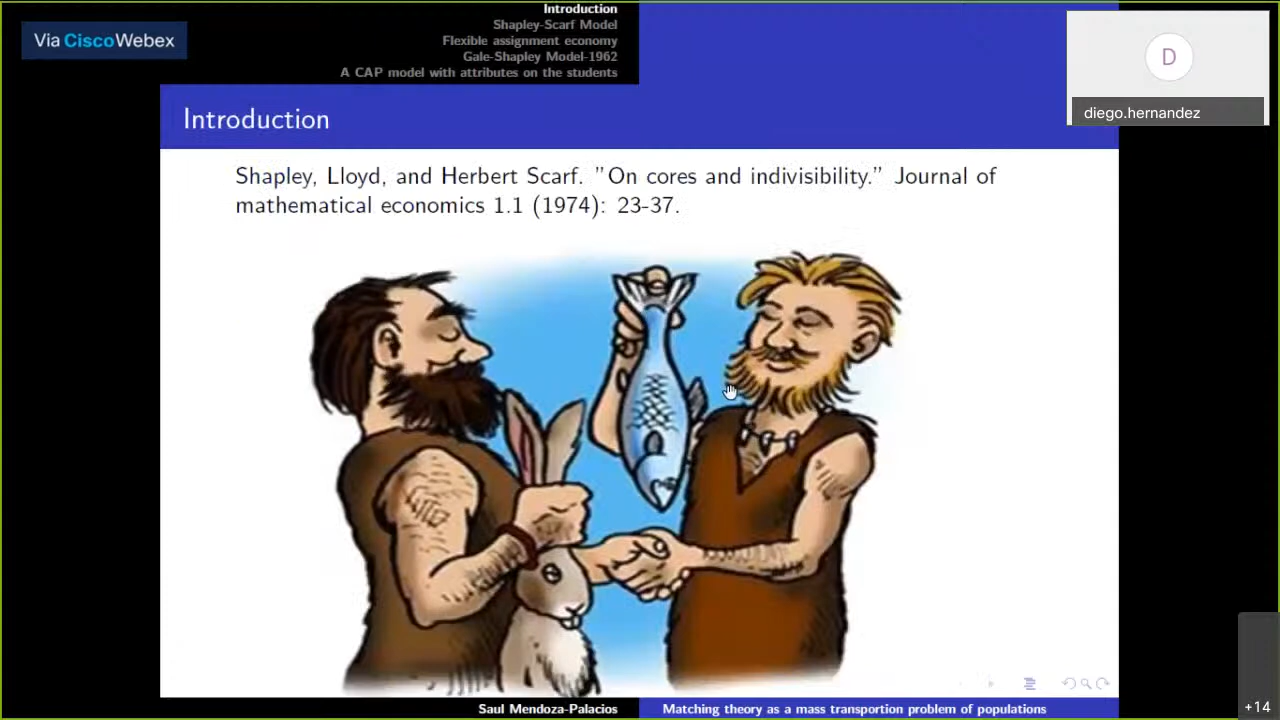 Introduction
Shapley-Scarf Model
Flexible assignment economy
Gale-Shapley Model-1962
A CAP model with attributes on the students
Via CiscoWebex
D
diego.hernandez
Introduction
Shapley, Lloyd, and Herbert Scarf. "On cores and indivisibility." Journal of
mathematical economics 1.1 (1974): 23-37.
Saul Mendoza-Palacios
Matching theory as a mass transportion problem of populations
+14